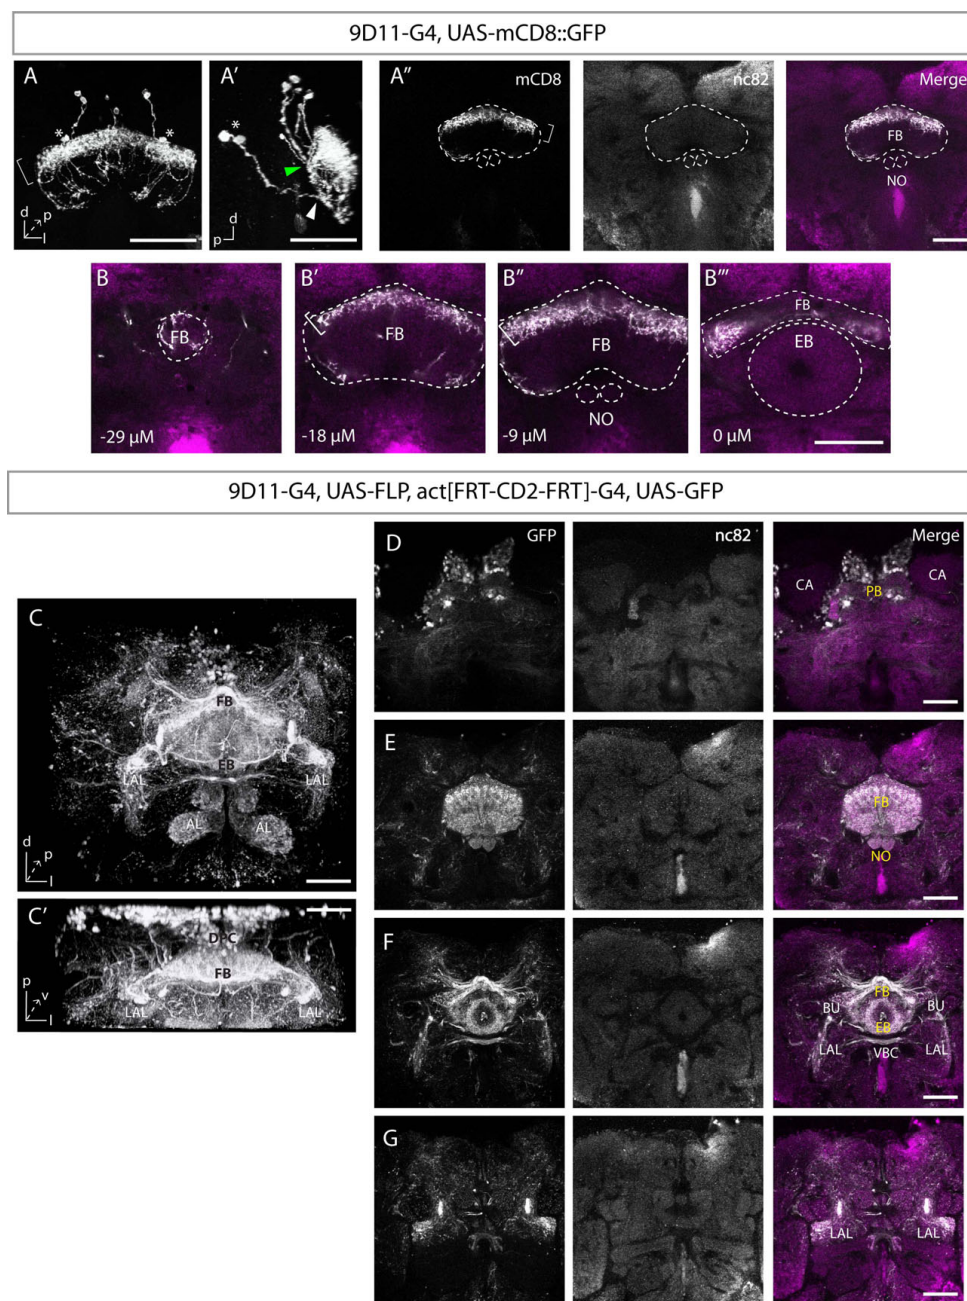 9D11-G4, UAS-mCD8::GFP
A
*
*
d
p
l
A'
*
d
p
A"
mCD8
nc82
Merge
FB
NO
B
FB
-29 µM
B'
FB
-18 µM
B"
FB
NO
-9 µM
B'"
FB
EB
0 µM
9D11-G4, UAS-FLP, act[FRT-CD2-FRT]-G4, UAS-GFP
C
FB
EB
LAL
LAL
AL
AL
d
p
l
C'
DPC
FB
LAL
LAL
p
v
l
D
GFP
nc82
Merge
CA
PB
CA
E
FB
NO
F
FB
BU
BU
EB
LAL
VBC
LAL
G
LAL
LAL